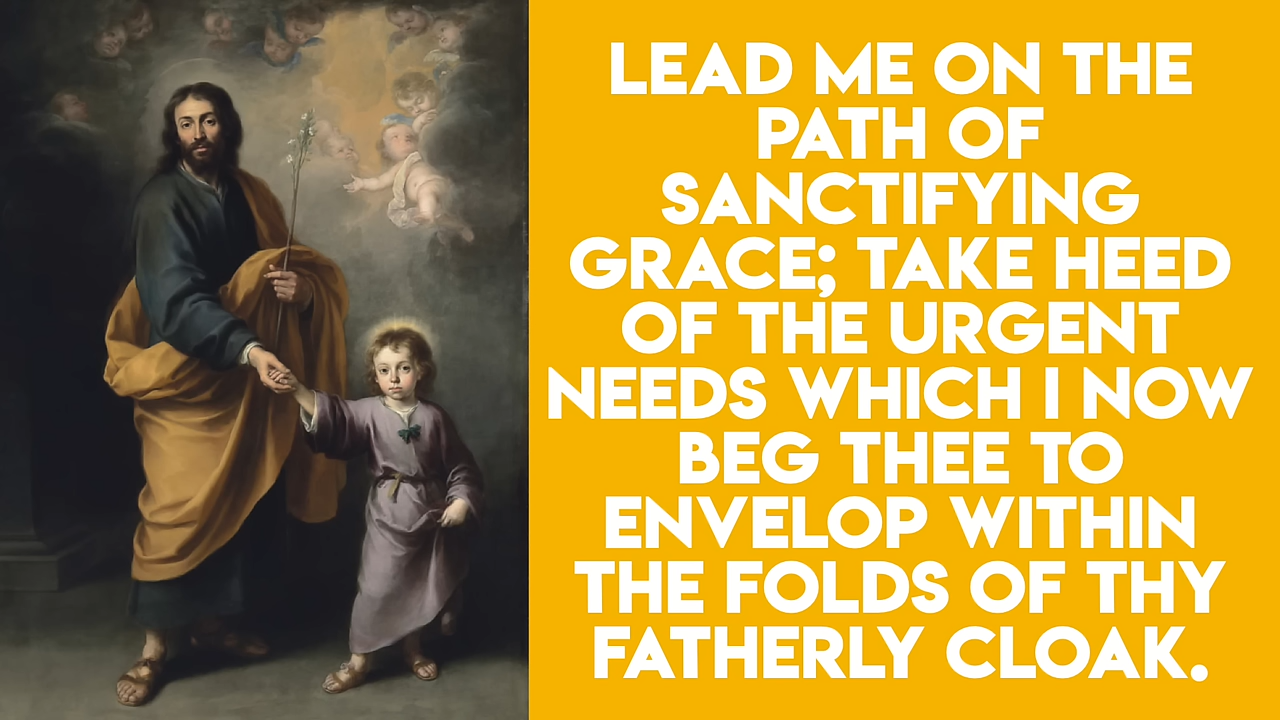 LEAD ME ON THE
PATH OF
SANCTIFYING
GRACE; TAKE HEED
OF THE URGENT
NEEDS WHICH I NOW
BEG THEE TO
ENVELOP WITHIN
THE FOLDS OF THY
FATHERLY CLOAK.